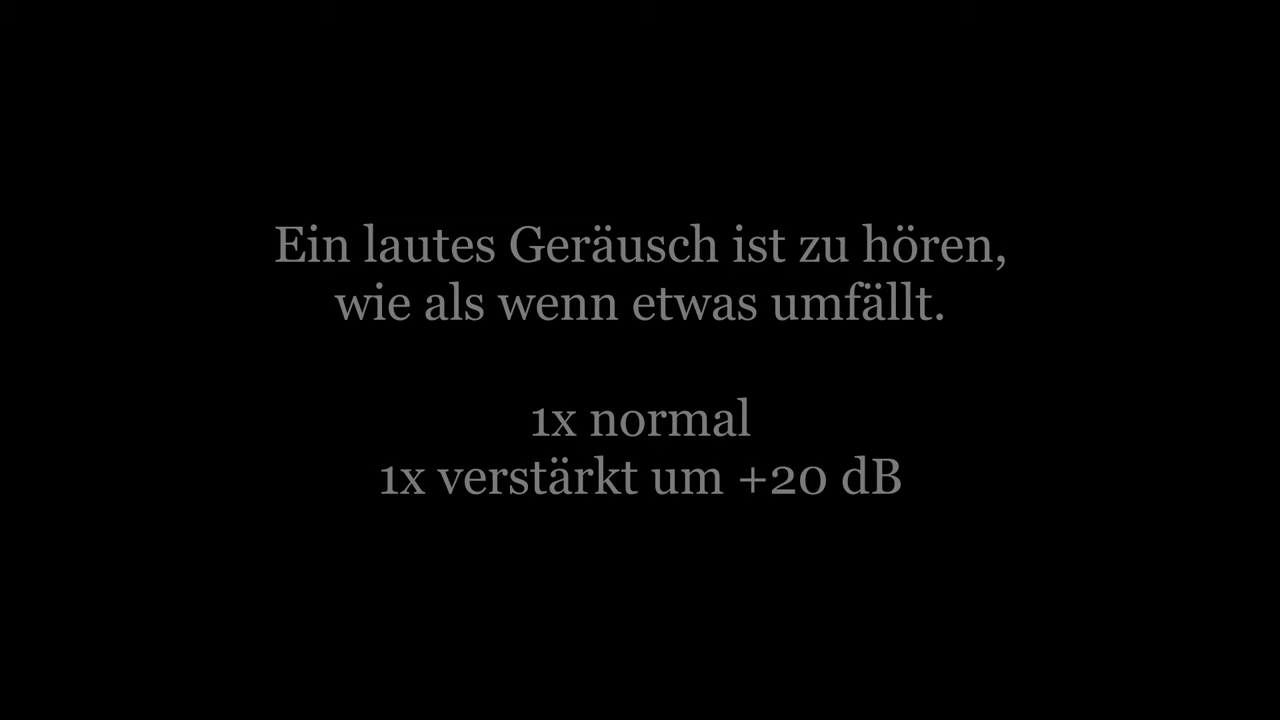 Ein lautes Geräusch ist zu hören,
wie als wenn etwas umfällt.
1x normal
1x verstärkt um +20 dB